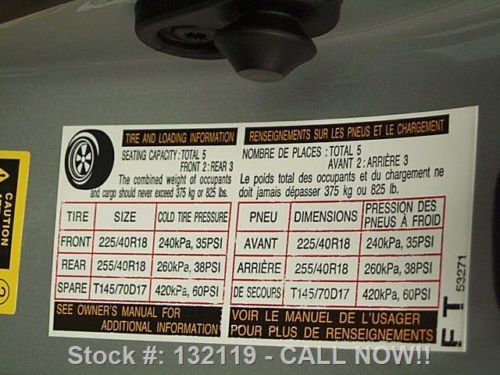 TIRE AND LOADING INFORMATION
SEATING CAPACITY : TOTAL 5
FRONT 2 : REAR 3
The combined weight of occupants
and cargo should never exceed 375 kg or 825 lb.
TIRE SIZE COLD TIRE PRESSURE
FRONT 225/40R18 240kPa, 35PSI
REAR 255/40R18 260kPa, 38PSI
SPARE T145/70D17 420kPa, 60PSI
SEE OWNER'S MANUAL FOR
ADDITIONAL INFORMATION
RENSEIGNEMENTS SUR LES PNEUS ET LE CHARGEMENT
NOMBRE DE PLACES : TOTAL 5
AVANT 2 : ARRIÈRE 3
Le poids total des occupants et du chargement ne
doit jamais dépasser 375 kg ou 825 lb.
PNEU DIMENSIONS PRESSION DES
PNEUS À FROID
AVANT 225/40R18 240kPa, 35PSI
ARRIÈRE 255/40R18 260kPa, 38PSI
DE SECOURS T145/70D17 420kPa, 60PSI
VOIR LE MANUEL DE L'USAGER
POUR PLUS DE RENSEIGNEMENTS
F T 53271
CAUTION
Stock #: 132119 - CALL NOW!!